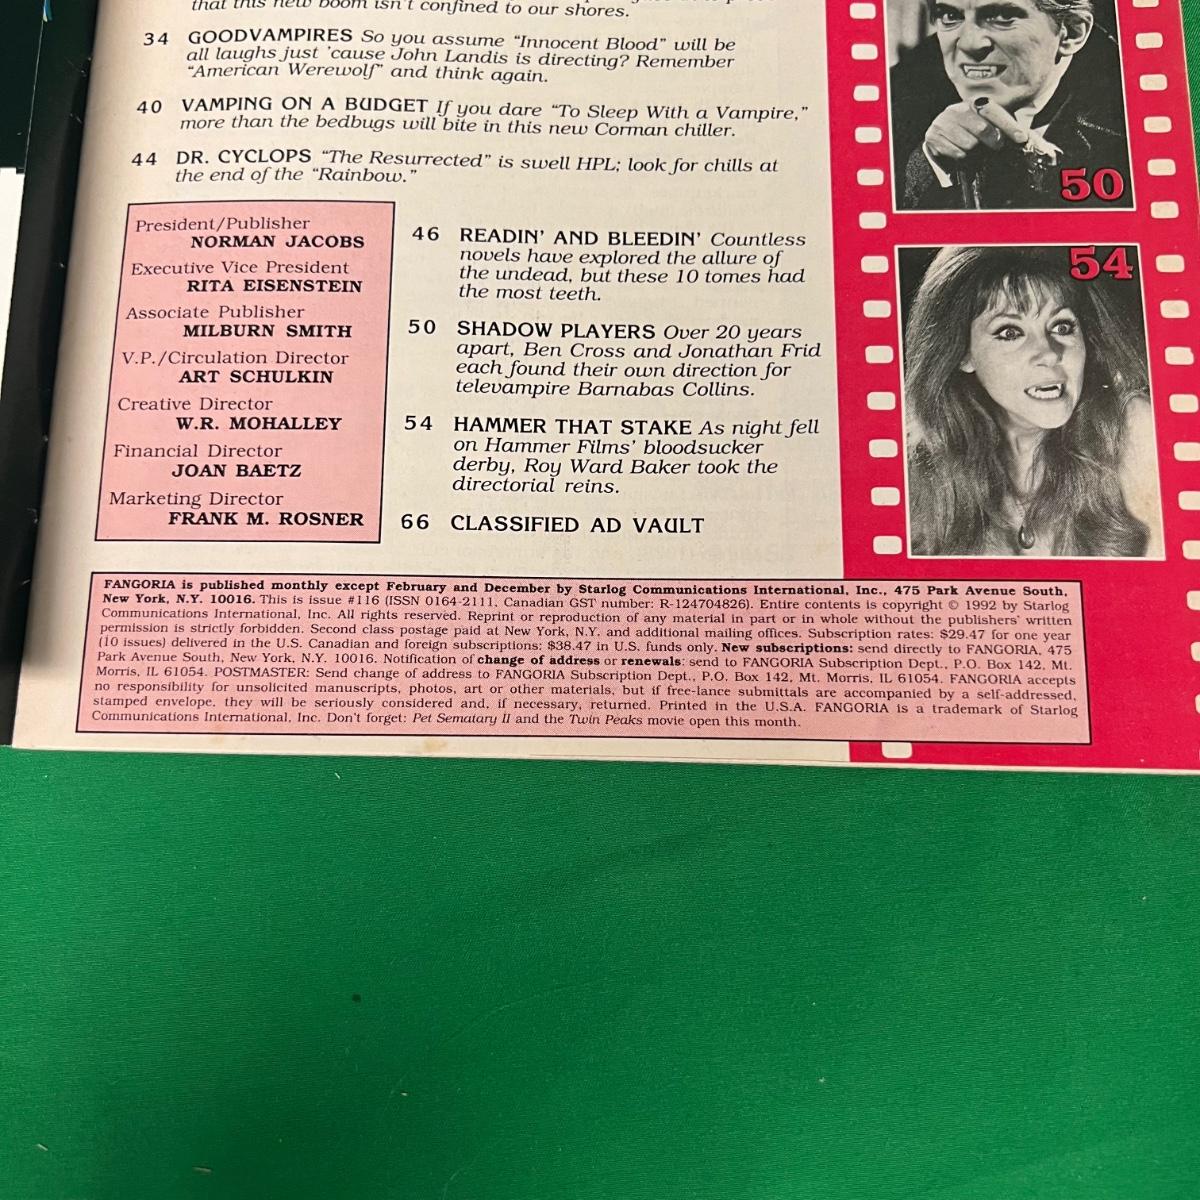 that this new boom isn't confined to our shores.
34 GOODVAMPIRES So you assume "Innocent Blood" will be
all laughs just 'cause John Landis is directing? Remember
"American Werewolf" and think again.
40 VAMPING ON A BUDGET If you dare "To Sleep With a Vampire,"
more than the bedbugs will bite in this new Corman chiller.
44 DR. CYCLOPS "The Resurrected" is swell HPL; look for chills at
the end of the "Rainbow."
President/Publisher
NORMAN JACOBS
Executive Vice President
RITA EISENSTEIN
Associate Publisher
MILBURN SMITH
V.P./Circulation Director
ART SCHULKIN
Creative Director
W.R. MOHALLEY
Financial Director
JOAN BAETZ
Marketing Director
FRANK M. ROSNER
46 READIN' AND BLEEDIN' Countless
novels have explored the allure of
the undead, but these 10 tomes had
the most teeth.
50 SHADOW PLAYERS Over 20 years
apart, Ben Cross and Jonathan Frid
each found their own direction for
televampire Barnabas Collins.
54 HAMMER THAT STAKE As night fell
on Hammer Films' bloodsucker
derby, Roy Ward Baker took the
directorial reins.
66 CLASSIFIED AD VAULT
50
54
FANGORIA is published monthly except February and December by Starlog Communications International, Inc., 475 Park Avenue South,
New York, N.Y. 10016. This is issue #116 (ISSN 0164-2111, Canadian GST number: R-124704826). Entire contents is copyright © 1992 by Starlog
Communications International, Inc. All rights reserved. Reprint or reproduction of any material in part or in whole without the publishers' written
permission is strictly forbidden. Second class postage paid at New York, N.Y. and additional mailing offices. Subscription rates: $29.47 for one year
(10 issues) delivered in the U.S. Canadian and foreign subscriptions: $38.47 in U.S. funds only. New subscriptions: send directly to FANGORIA, 475
Park Avenue South, New York, N.Y. 10016. Notification of change of address or renewals: send to FANGORIA Subscription Dept., P.O. Box 142, Mt.
Morris, IL 61054. POSTMASTER: Send change of address to FANGORIA Subscription Dept., P.O. Box 142, Mt. Morris, IL 61054. FANGORIA accepts
no responsibility for unsolicited manuscripts, photos, art or other materials, but if free-lance submittals are accompanied by a self-addressed,
stamped envelope, they will be seriously considered and, if necessary, returned. Printed in the U.S.A. FANGORIA is a trademark of Starlog
Communications International, Inc. Don't forget: Pet Sematary II and the Twin Peaks movie open this month.